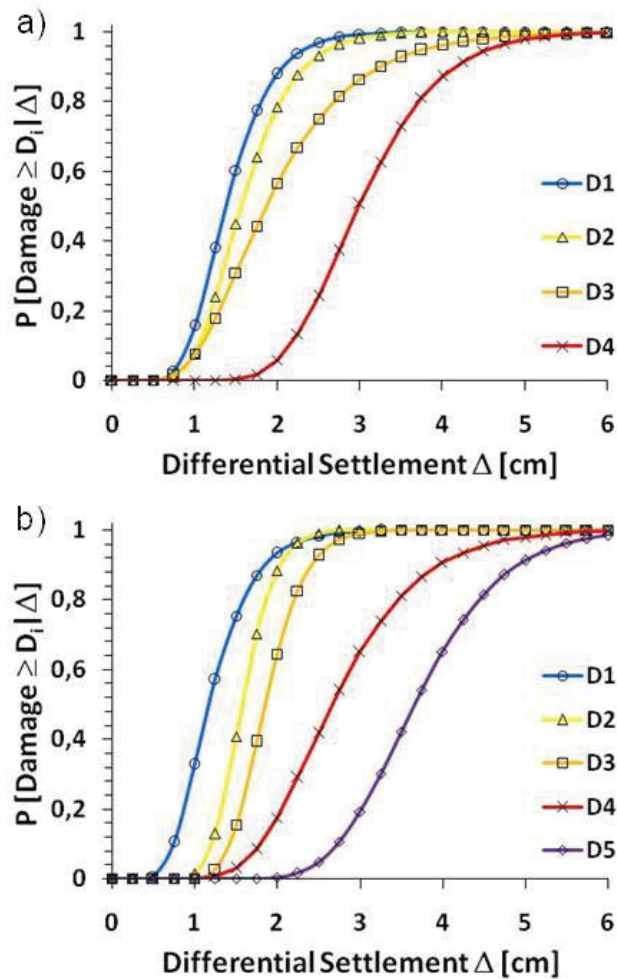 a)
P [Damage ≥ Di | Δ]
1
0,8
0,6
0,4
0,2
0
0 1 2 3 4 5 6
Differential Settlement Δ [cm]
D1
D2
D3
D4
b)
P [Damage ≥ Di | Δ]
1
0,8
0,6
0,4
0,2
0
0 1 2 3 4 5 6
Differential Settlement Δ [cm]
D1
D2
D3
D4
D5